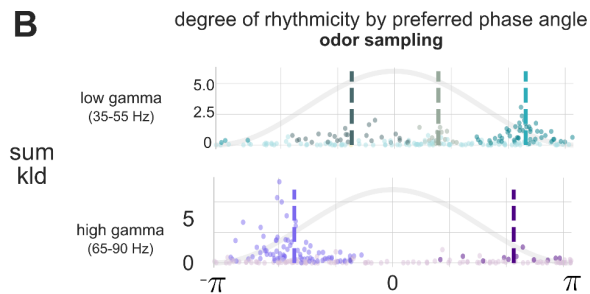 B
degree of rhythmicity by preferred phase angle
odor sampling
low gamma
(35-55 Hz)
5.0
2.5
0
sum
kld
high gamma
(65-90 Hz)
5
0
-π
0
π